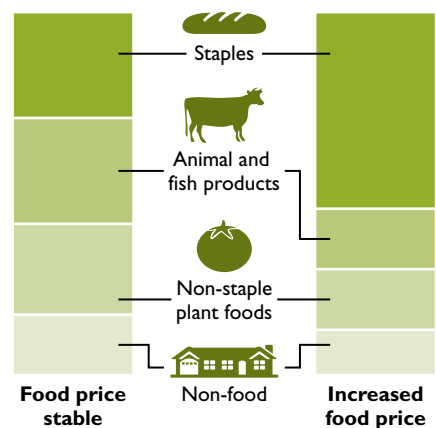 Staples
Animal and
fish products
Non-staple
plant foods
Non-food
Food price
stable
Increased
food price